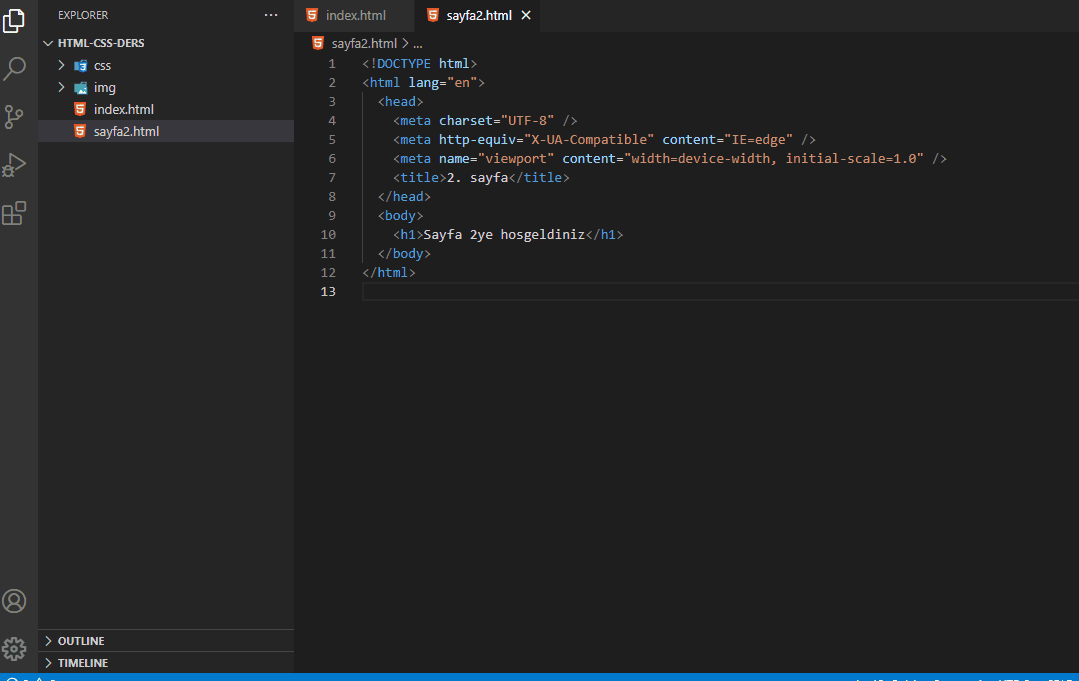 EXPLORER
HTML-CSS-DERS
css
img
index.html
sayfa2.html
OUTLINE
TIMELINE
index.html
sayfa2.html
sayfa2.html > ...
1 <!DOCTYPE html>
2 <html lang="en">
3 <head>
4 <meta charset="UTF-8" />
5 <meta http-equiv="X-UA-Compatible" content="IE=edge" />
6 <meta name="viewport" content="width=device-width, initial-scale=1.0" />
7 <title>2. sayfa</title>
8 </head>
9 <body>
10 <h1>Sayfa 2ye hosgeldiniz</h1>
11 </body>
12 </html>
13